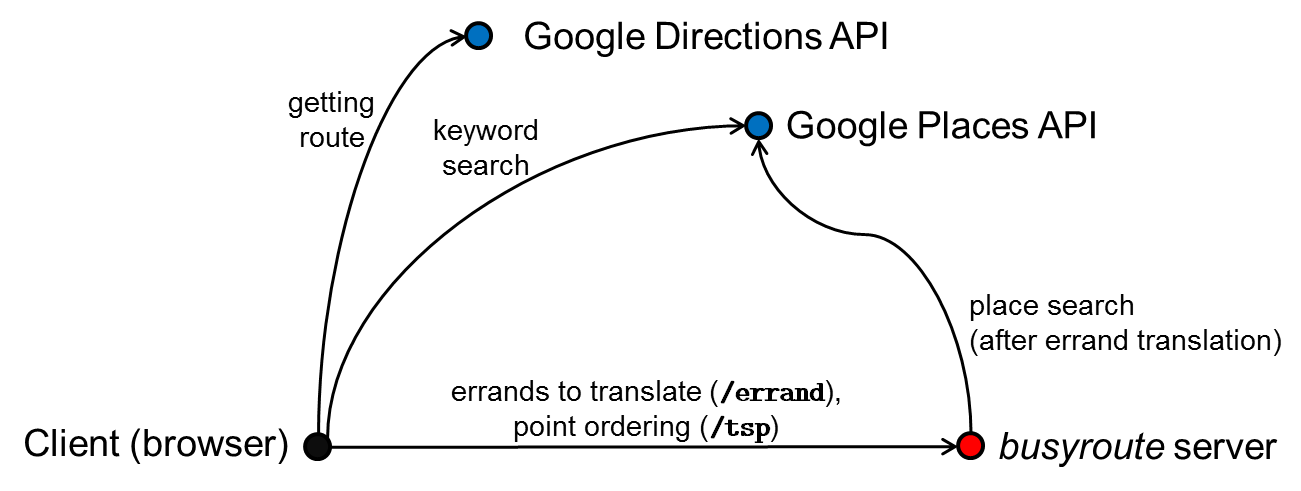 Google Directions API
getting
route
keyword
search
Google Places API
place search
(after errand translation)
errands to translate (/errand),
point ordering (/tsp)
Client (browser)
busyroute server